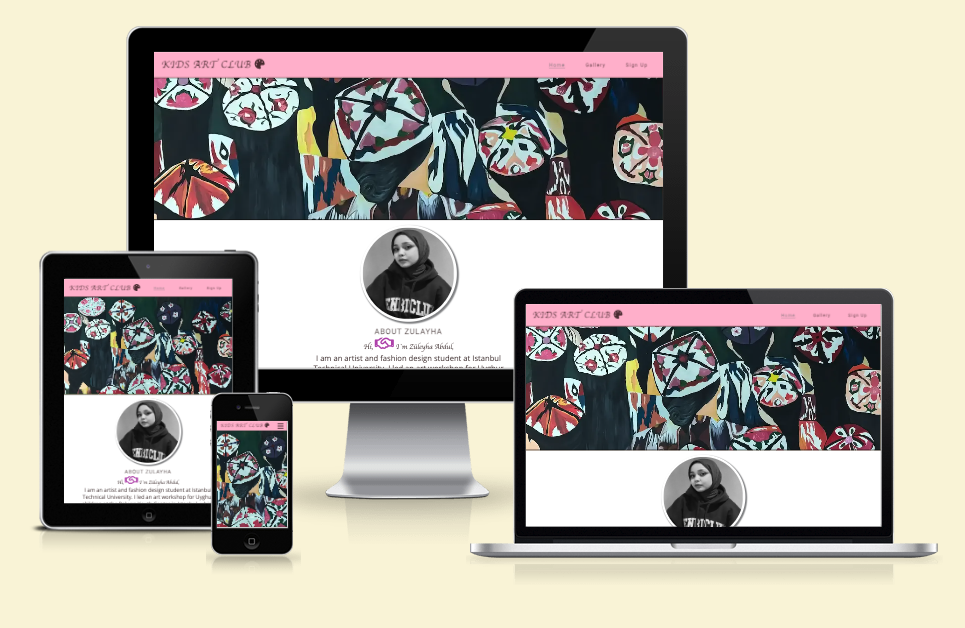 KIDS ART CLUB
Home Gallery Sign Up
ABOUT ZULAYHA
Hi, I'm Züleyha Abdul,
I am an artist and fashion design student at Istanbul
Technical University. I led an art workshop for Uyghur
KIDS ART CLUB
Home Gallery Sign Up
ABOUT ZULAYHA
Hi, I'm Züleyha Abdul,
I am an artist and fashion design student at Istanbul
Technical University. I led an art workshop for Uyghur
KIDS ART CLUB
KIDS ART CLUB
Home Gallery Sign Up